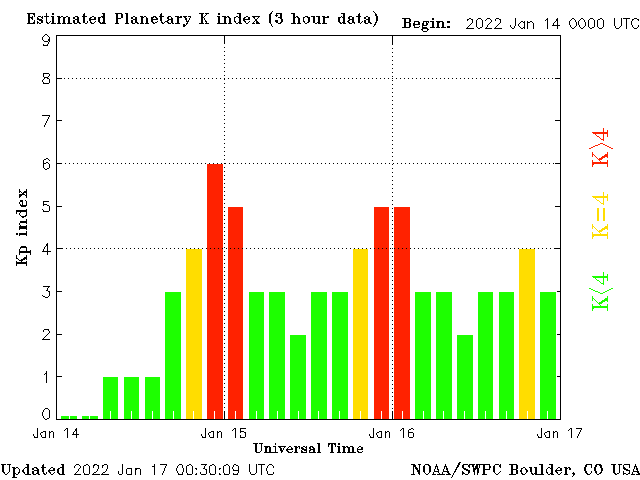 Estimated Planetary K index (3 hour data) Begin: 2022 Jan 14 0000 UTC
9
8
7
6
5
4
3
2
1
0
Kp index
K>4
K=4
K<4
Jan 14 Jan 15 Jan 16 Jan 17
Universal Time
Updated 2022 Jan 17 00:30:09 UTC NOAA/SWPC Boulder, CO USA